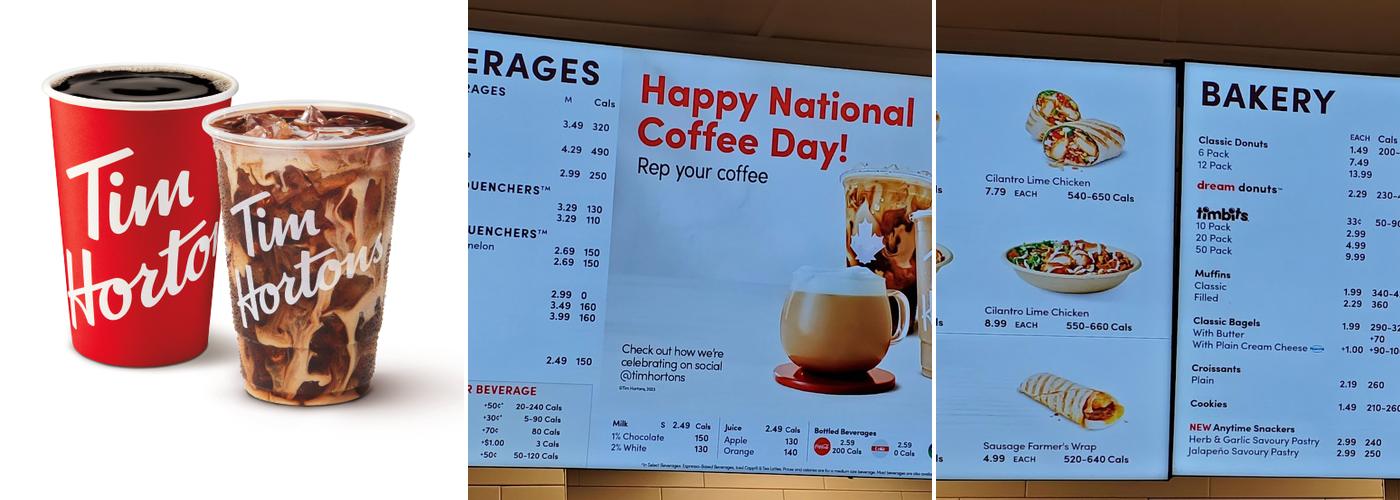 Tim
Horto
Tim
Hortons
ERAGES
RAGES M Cals
3.49 320
4.29 490
2.99 250
QUENCHERS™
3.29 130
3.29 110
QUENCHERS™
melon 2.69 150
2.69 150
2.99 0
3.49 160
3.99 160
2.49 150
R BEVERAGE
+50¢* 20-240 Cals
+30¢* 5-90 Cals
+70¢ 80 Cals
+$1.00 3 Cals
+50¢ 50-120 Cals
Happy National
Coffee Day!
Rep your coffee
Check out how we're
celebrating on social
@timhortons
©Tim Hortons, 2023
Milk S 2.49 Cals
1% Chocolate 150
2% White 130
Juice 2.49 Cals
Apple 130
Orange 140
Bottled Beverages
2.59
200 Cals
2.59
0 Cals
Cilantro Lime Chicken
7.79 EACH 540-650 Cals
Cilantro Lime Chicken
8.99 EACH 550-660 Cals
Sausage Farmer's Wrap
4.99 EACH 520-640 Cals
BAKERY
EACH Cals
Classic Donuts 1.49 200-
6 Pack 7.49
12 Pack 13.99
dream donuts™ 2.29 230-
timbits 33¢ 50-90
10 Pack 2.99
20 Pack 4.99
50 Pack 9.99
Muffins
Classic 1.99 340-4
Filled 2.29 360
Classic Bagels 1.99 290-32
With Butter +70
With Plain Cream Cheese +1.00 +90-10
Croissants
Plain 2.19 260
Cookies 1.49 210-260
NEW Anytime Snackers
Herb & Garlic Savoury Pastry 2.99 240
Jalapeño Savoury Pastry 2.99 250